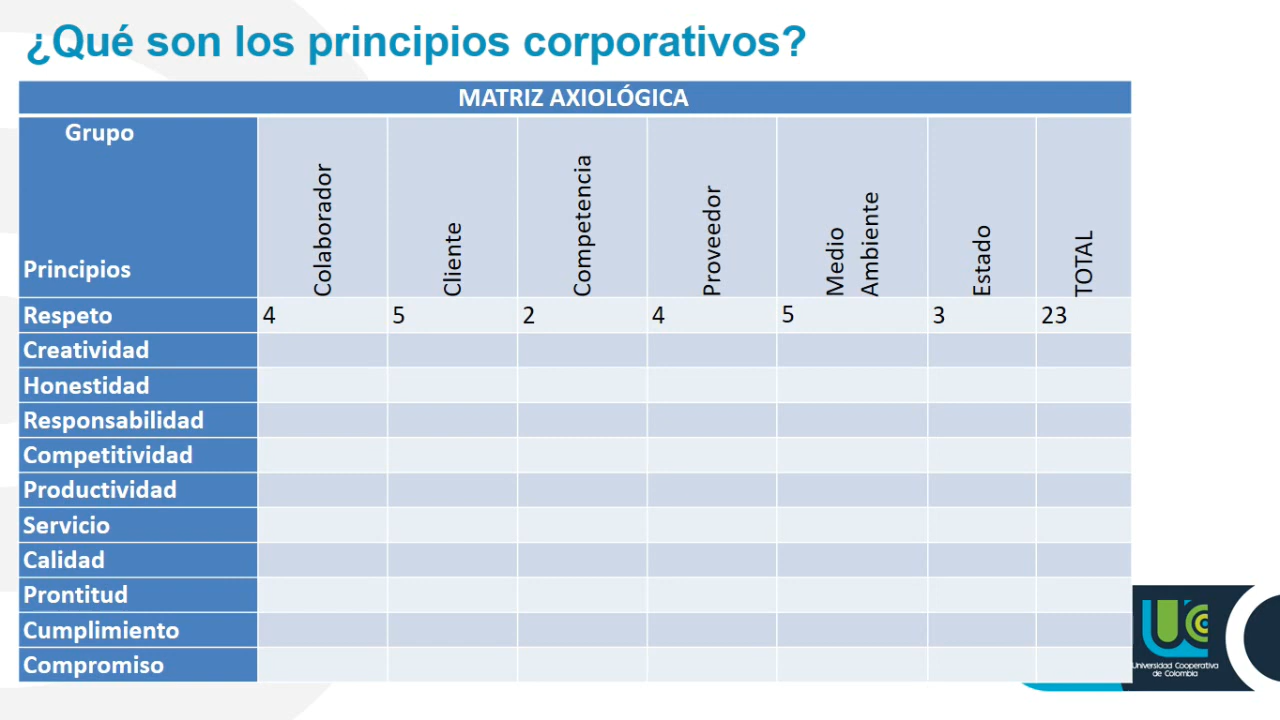 ¿Qué son los principios corporativos?
MATRIZ AXIOLÓGICA
Grupo
Principios
Colaborador
Cliente
Competencia
Proveedor
Medio
Ambiente
Estado
TOTAL
Respeto 4 5 2 4 5 3 23
Creatividad
Honestidad
Responsabilidad
Competitividad
Productividad
Servicio
Calidad
Prontitud
Cumplimiento
Compromiso
UCC
Universidad Cooperativa
de Colombia